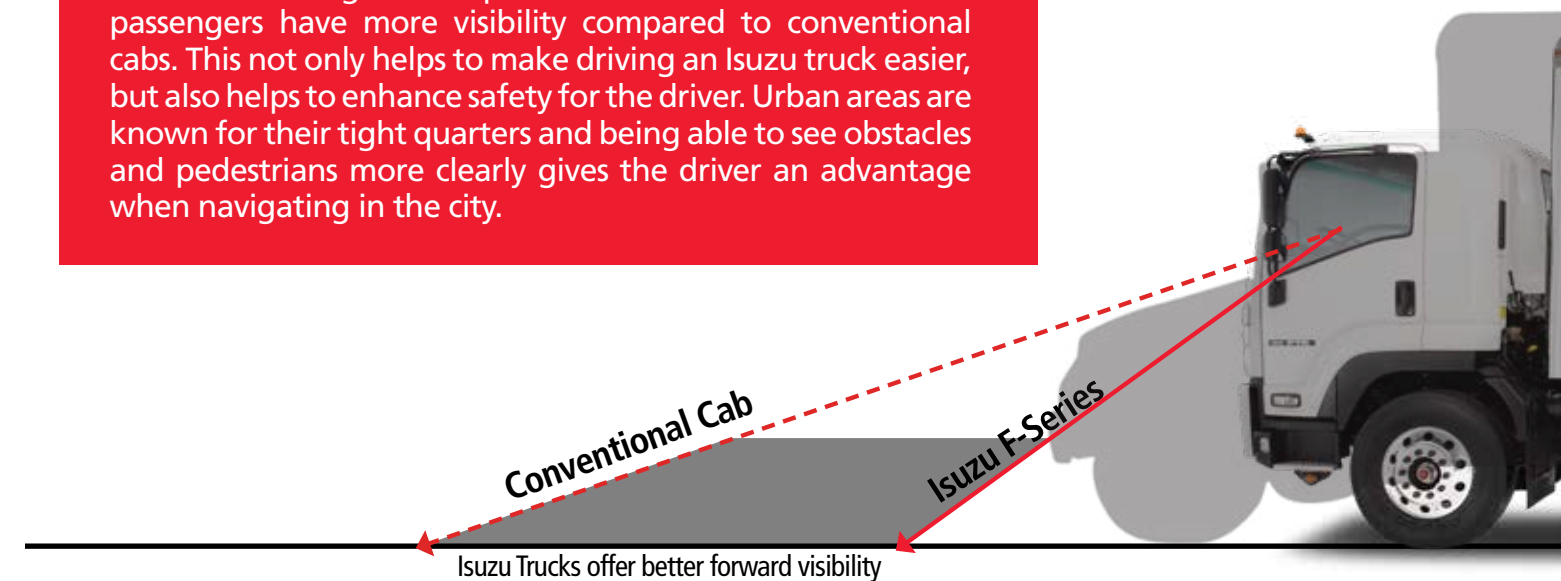 passengers have more visibility compared to conventional
cabs. This not only helps to make driving an Isuzu truck easier,
but also helps to enhance safety for the driver. Urban areas are
known for their tight quarters and being able to see obstacles
and pedestrians more clearly gives the driver an advantage
when navigating in the city.
Conventional Cab
Isuzu F-Series
Isuzu Trucks offer better forward visibility